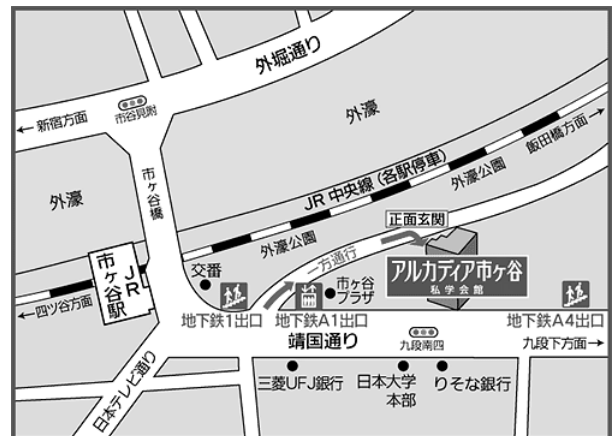 外堀通り
←新宿方面
市谷見附
外濠
外濠
飯田橋方面→
市ヶ谷橋
JR 中央線(各駅停車)
外濠公園
正面玄関
外濠公園
一方通行
アルカディア市ヶ谷
私学会館
JR
市ヶ谷駅
交番
市ヶ谷
プラザ
←四ツ谷方面
地下鉄1出口
地下鉄A1出口
地下鉄A4出口
靖国通り
九段南四
九段下方面→
日本テレビ通り
三菱UFJ銀行
日本大学
本部
りそな銀行